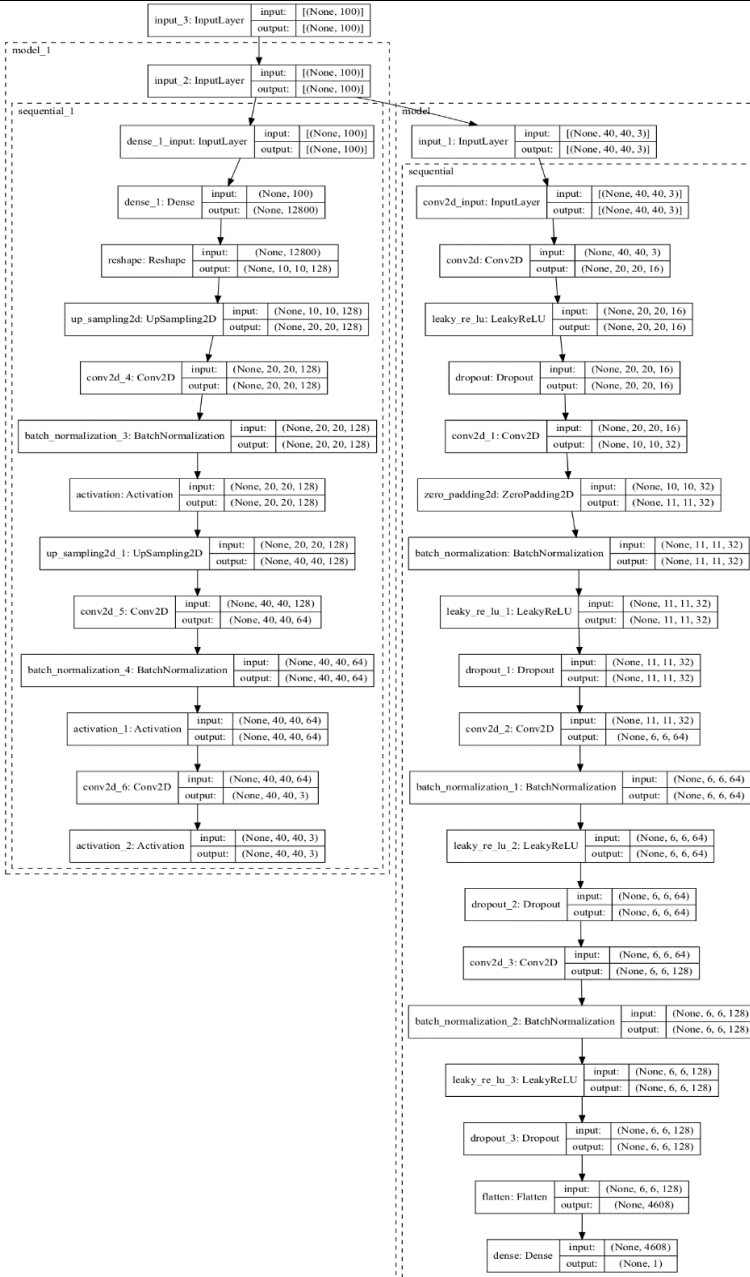 input_3: InputLayer
input: [(None, 100)]
output: [(None, 100)]
model_1
input_2: InputLayer
input: [(None, 100)]
output: [(None, 100)]
sequential_1
dense_1_input: InputLayer
input: [(None, 100)]
output: [(None, 100)]
dense_1: Dense
input: (None, 100)
output: (None, 12800)
reshape: Reshape
input: (None, 12800)
output: (None, 10, 10, 128)
up_sampling2d: UpSampling2D
input: (None, 10, 10, 128)
output: (None, 20, 20, 128)
conv2d_4: Conv2D
input: (None, 20, 20, 128)
output: (None, 20, 20, 128)
batch_normalization_3: BatchNormalization
input: (None, 20, 20, 128)
output: (None, 20, 20, 128)
activation: Activation
input: (None, 20, 20, 128)
output: (None, 20, 20, 128)
up_sampling2d_1: UpSampling2D
input: (None, 20, 20, 128)
output: (None, 40, 40, 128)
conv2d_5: Conv2D
input: (None, 40, 40, 128)
output: (None, 40, 40, 64)
batch_normalization_4: BatchNormalization
input: (None, 40, 40, 64)
output: (None, 40, 40, 64)
activation_1: Activation
input: (None, 40, 40, 64)
output: (None, 40, 40, 64)
conv2d_6: Conv2D
input: (None, 40, 40, 64)
output: (None, 40, 40, 3)
activation_2: Activation
input: (None, 40, 40, 3)
output: (None, 40, 40, 3)
model
input_1: InputLayer
input: [(None, 40, 40, 3)]
output: [(None, 40, 40, 3)]
sequential
conv2d_input: InputLayer
input: [(None, 40, 40, 3)]
output: [(None, 40, 40, 3)]
conv2d: Conv2D
input: (None, 40, 40, 3)
output: (None, 20, 20, 16)
leaky_re_lu: LeakyReLU
input: (None, 20, 20, 16)
output: (None, 20, 20, 16)
dropout: Dropout
input: (None, 20, 20, 16)
output: (None, 20, 20, 16)
conv2d_1: Conv2D
input: (None, 20, 20, 16)
output: (None, 10, 10, 32)
zero_padding2d: ZeroPadding2D
input: (None, 10, 10, 32)
output: (None, 11, 11, 32)
batch_normalization: BatchNormalization
input: (None, 11, 11, 32)
output: (None, 11, 11, 32)
leaky_re_lu_1: LeakyReLU
input: (None, 11, 11, 32)
output: (None, 11, 11, 32)
dropout_1: Dropout
input: (None, 11, 11, 32)
output: (None, 11, 11, 32)
conv2d_2: Conv2D
input: (None, 11, 11, 32)
output: (None, 6, 6, 64)
batch_normalization_1: BatchNormalization
input: (None, 6, 6, 64)
output: (None, 6, 6, 64)
leaky_re_lu_2: LeakyReLU
input: (None, 6, 6, 64)
output: (None, 6, 6, 64)
dropout_2: Dropout
input: (None, 6, 6, 64)
output: (None, 6, 6, 64)
conv2d_3: Conv2D
input: (None, 6, 6, 64)
output: (None, 6, 6, 128)
batch_normalization_2: BatchNormalization
input: (None, 6, 6, 128)
output: (None, 6, 6, 128)
leaky_re_lu_3: LeakyReLU
input: (None, 6, 6, 128)
output: (None, 6, 6, 128)
dropout_3: Dropout
input: (None, 6, 6, 128)
output: (None, 6, 6, 128)
flatten: Flatten
input: (None, 6, 6, 128)
output: (None, 4608)
dense: Dense
input: (None, 4608)
output: (None, 1)